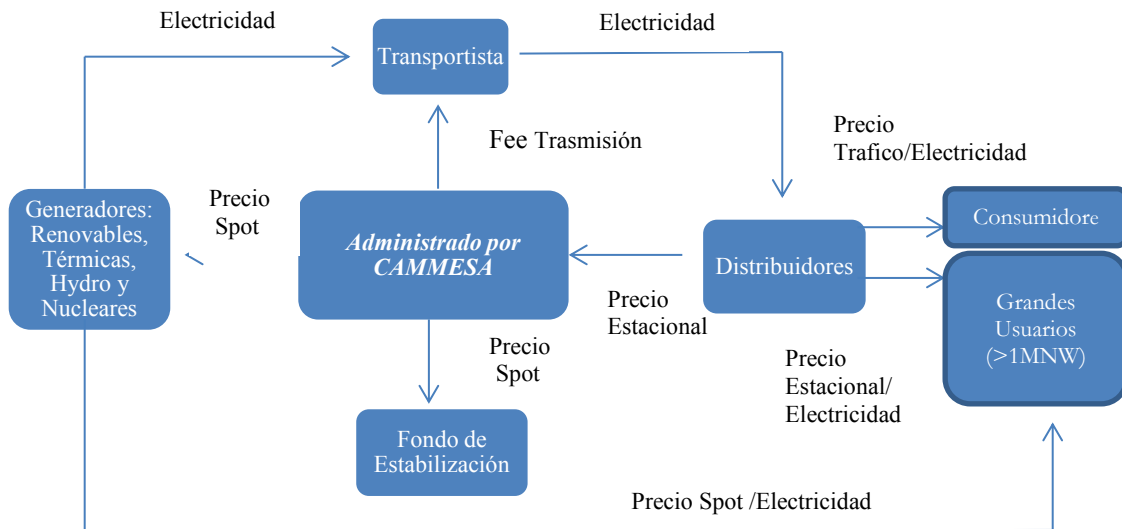 Electricidad
Electricidad
Transportista
Fee Trasmisión
Precio
Trafico/Electricidad
Generadores:
Renovables,
Térmicas,
Hydro y
Nucleares
Precio
Spot
Administrado por
CAMMESA
Distribuidores
Consumidore
Precio
Estacional
Grandes
Usuarios
(>1MNW)
Precio
Spot
Precio
Estacional/
Electricidad
Fondo de
Estabilización
Precio Spot /Electricidad